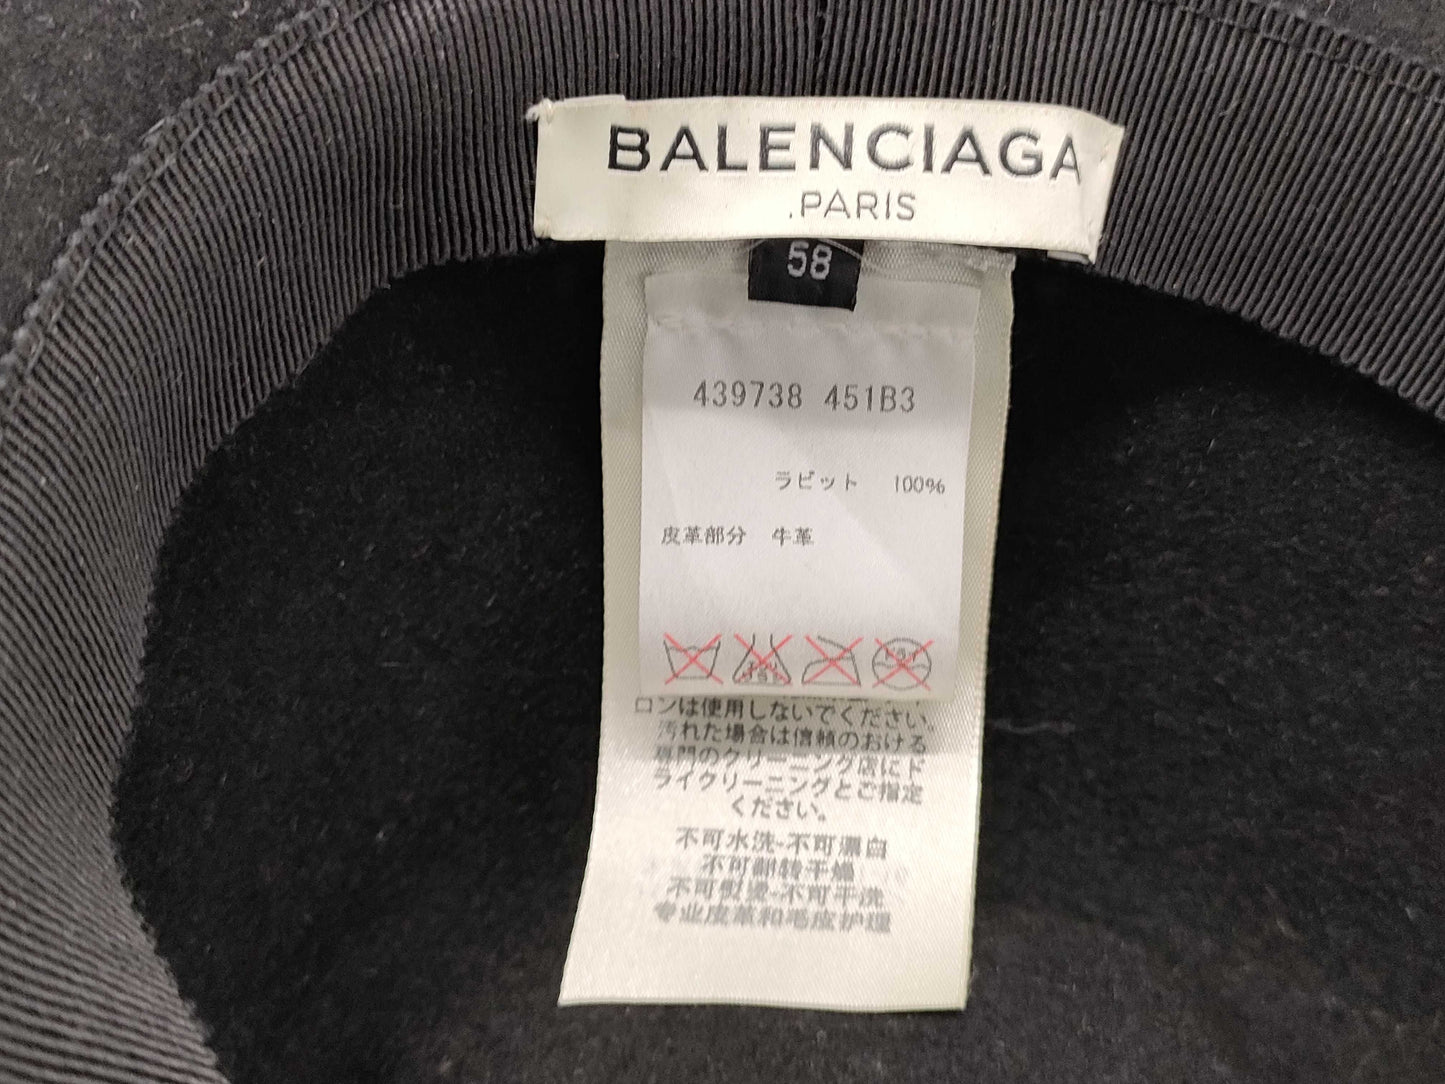 BALENCIAGA
.PARIS
58
439738 451B3
ラビット 100%
皮革部分 牛革
ロンは使用しないでください。
汚れた場合は信頼のおける
専門のクリーニング店にド
ライクリーニングとご指定
ください。
不可水洗-不可漂白
不可翻转干燥
不可熨烫-不可干洗
专业皮革和毛皮护理